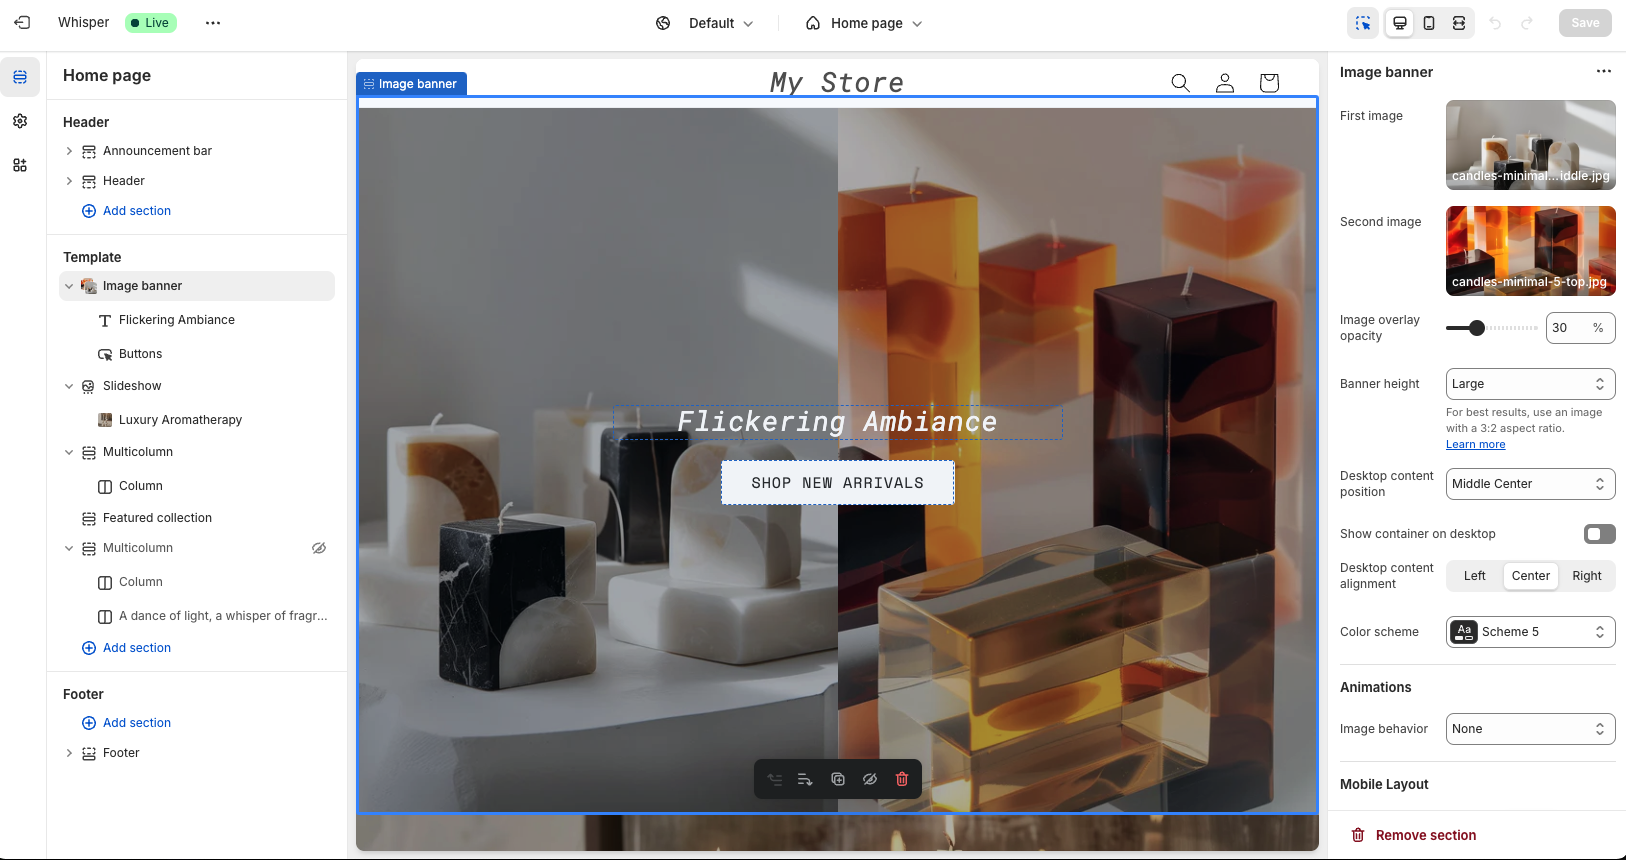 Whisper
Live
Default
Home page
Save
Home page
Header
Announcement bar
Header
Add section
Template
Image banner
Flickering Ambiance
Buttons
Slideshow
Luxury Aromatherapy
Multicolumn
Column
Featured collection
Multicolumn
Column
A dance of light, a whisper of fragr...
Add section
Footer
Add section
Footer
Image banner
My Store
Flickering Ambiance
SHOP NEW ARRIVALS
Image banner
First image
candles-minimal...iddle.jpg
Second image
candles-minimal-5-top.jpg
Image overlay
opacity
30 %
Banner height
Large
For best results, use an image
with a 3:2 aspect ratio.
Learn more
Desktop content
position
Middle Center
Show container on desktop
Desktop content
alignment
Left Center Right
Color scheme
Aa
Scheme 5
Animations
Image behavior
None
Mobile Layout
Remove section